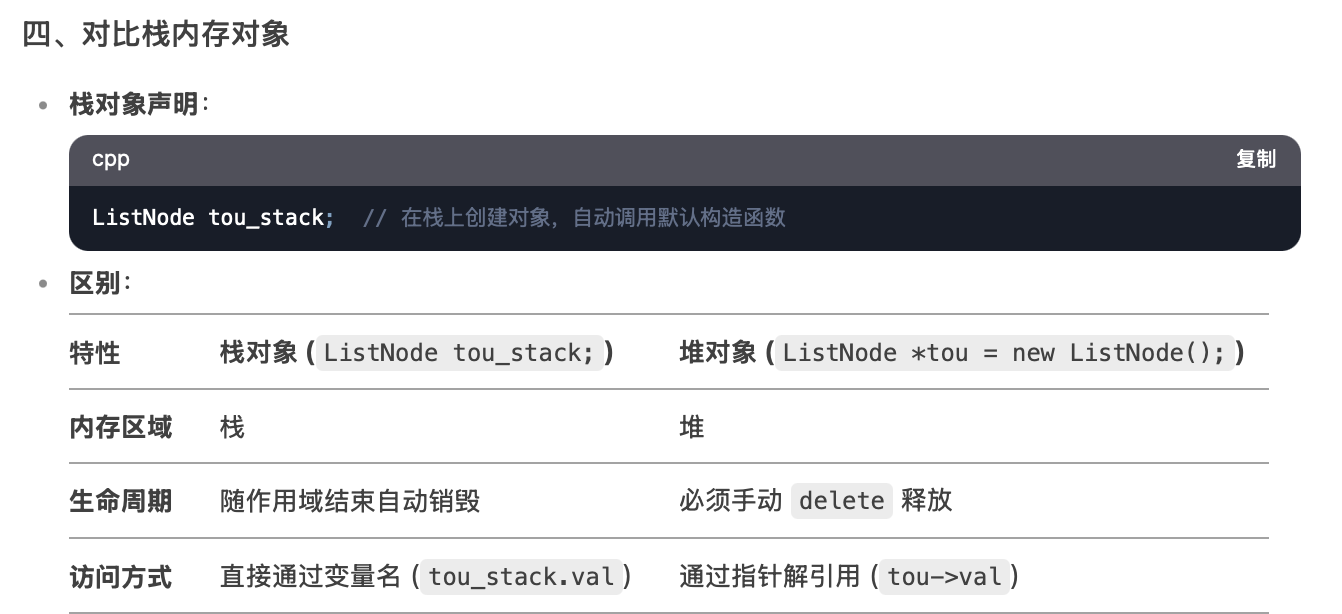 四、对比栈内存对象
栈对象声明：
cpp
复制
ListNode tou_stack;  // 在栈上创建对象，自动调用默认构造函数
区别：
特性 栈对象 (ListNode tou_stack;) 堆对象 (ListNode *tou = new ListNode();)
内存区域 栈 堆
生命周期 随作用域结束自动销毁 必须手动 delete 释放
访问方式 直接通过变量名 (tou_stack.val) 通过指针解引用 (tou->val)